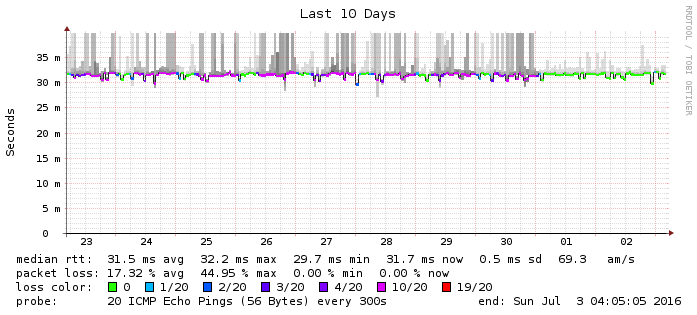 Last 10 Days
RRDTOOL / TOBI OETIKER
Seconds
35 m
30 m
25 m
20 m
15 m
10 m
5 m
0
23 24 25 26 27 28 29 30 01 02
median rtt: 31.5 ms avg 32.2 ms max 29.7 ms min 31.7 ms now 0.5 ms sd 69.3 am/s
packet loss: 17.32 % avg 44.95 % max 0.00 % min 0.00 % now
loss color: 0 1/20 2/20 3/20 4/20 10/20 19/20
probe: 20 ICMP Echo Pings (56 Bytes) every 300s end: Sun Jul 3 04:05:05 2016